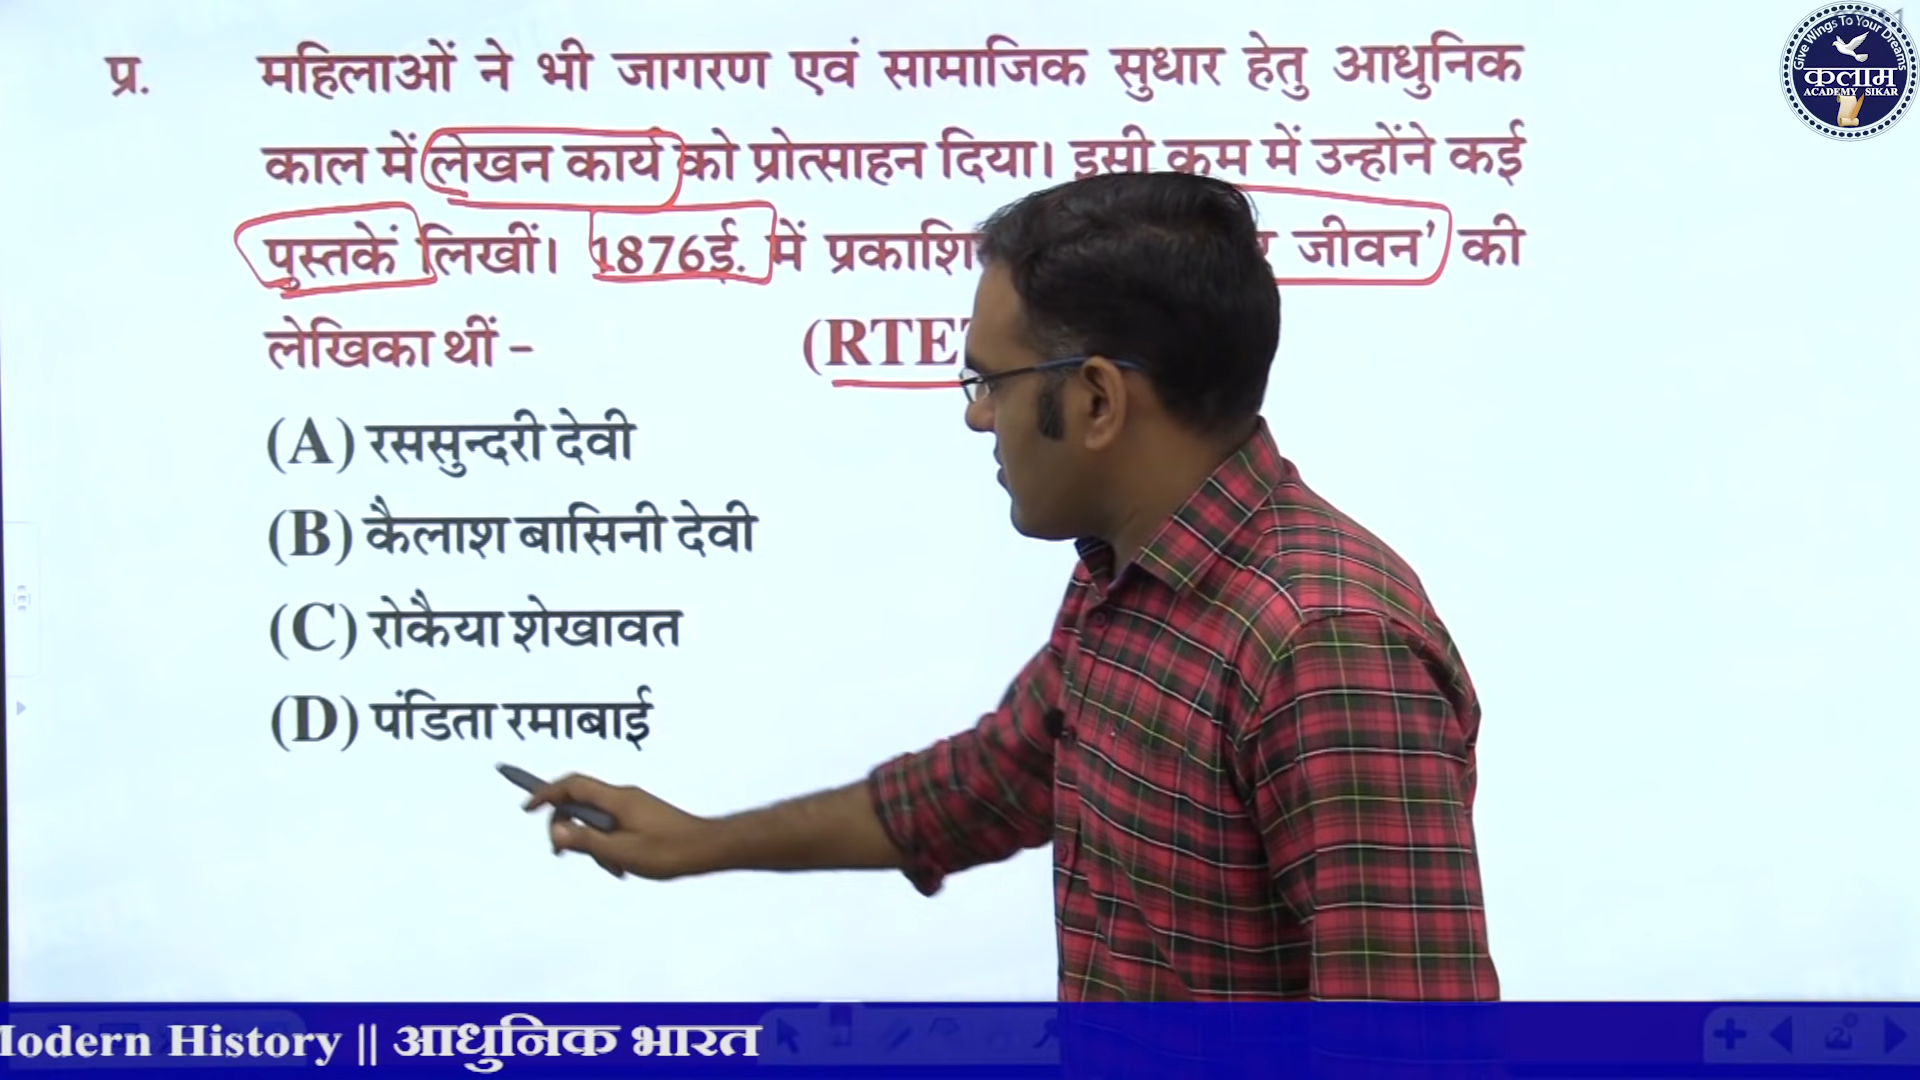 प्र. महिलाओं ने भी जागरण एवं सामाजिक सुधार हेतु आधुनिक
काल में लेखन कार्य को प्रोत्साहन दिया। इसी क्रम में उन्होंने कई
पुस्तकें लिखीं। 1876ई. में जीवन' की
लेखिका थीं – (RTE
(A) रससुन्दरी देवी
(B) कैलाश बासिनी देवी
(C) रोकैया शेखावत
(D) पंडिता रमाबाई
Give Wings To Your Dreams
कलाम
ACADEMY SIKAR
Modern History || आधुनिक भारत